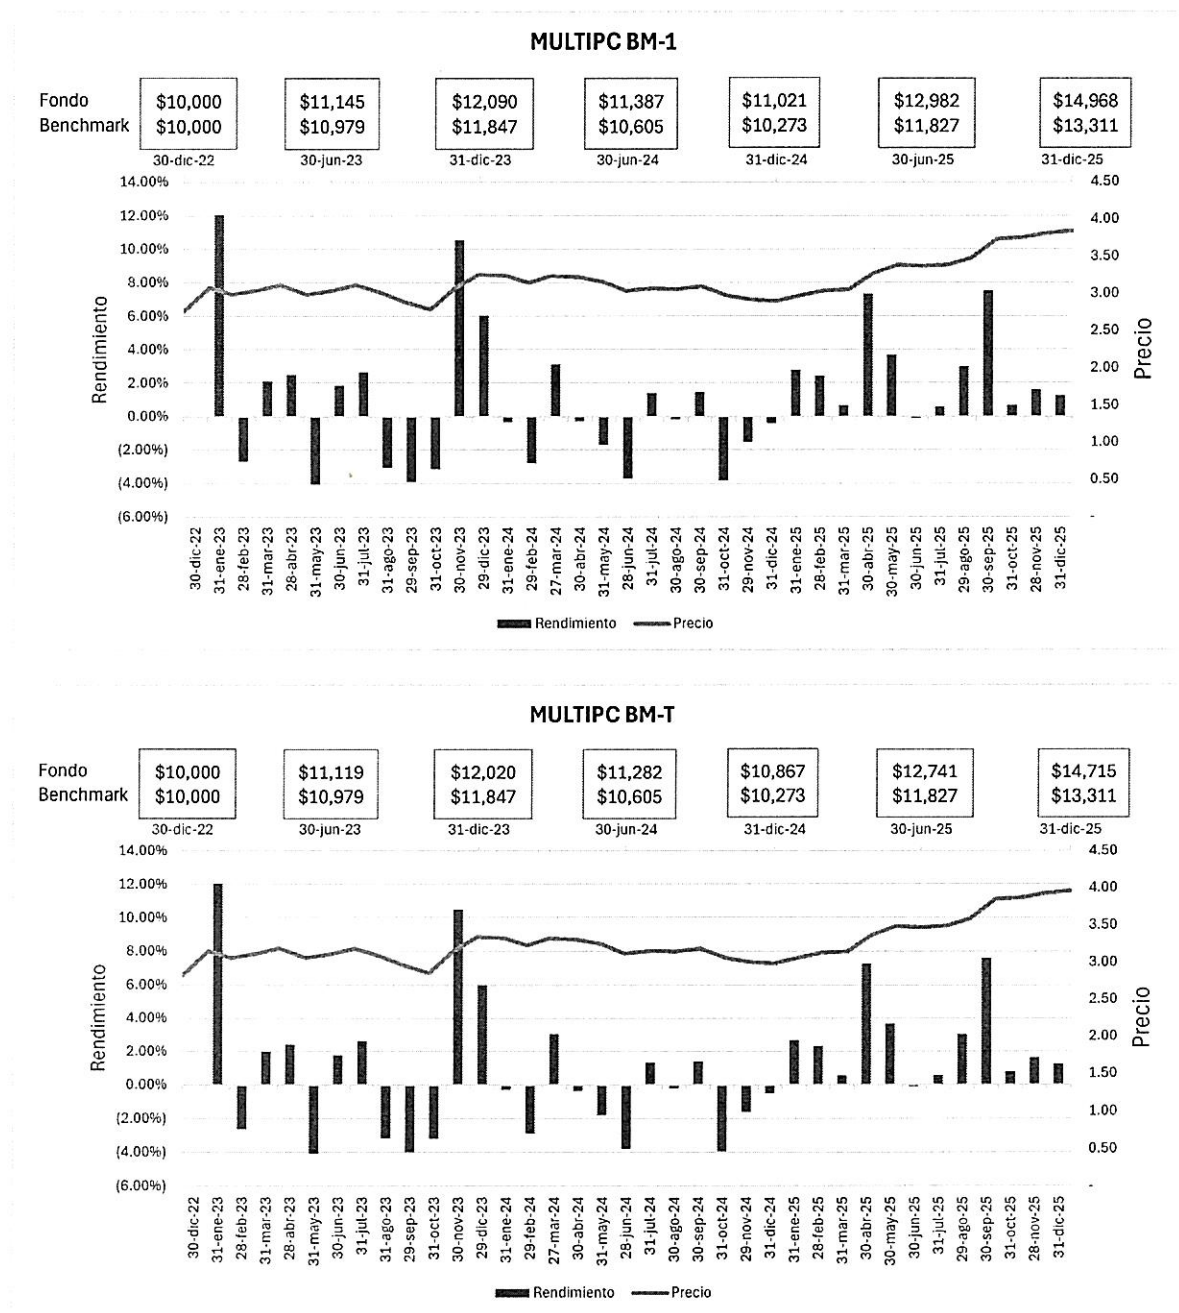 MULTIPC BM-1
Fondo $10,000 $11,145 $12,090 $11,387 $11,021 $12,982 $14,968
Benchmark $10,000 $10,979 $11,847 $10,605 $10,273 $11,827 $13,311
30-dic-22 30-jun-23 31-dic-23 30-jun-24 31-dic-24 30-jun-25 31-dic-25
14.00% 4.50
12.00% 4.00
10.00% 3.50
8.00% 3.00
6.00% 2.50
4.00% 2.00
2.00% 1.50
0.00% 1.00
(2.00%) 0.50
(4.00%) -
(6.00%)
Rendimiento
Precio
30-dic-22 31-ene-23 28-feb-23 31-mar-23 28-abr-23 31-may-23 30-jun-23 31-jul-23 31-ago-23 29-sep-23 31-oct-23 30-nov-23 29-dic-23 31-ene-24 29-feb-24 27-mar-24 30-abr-24 31-may-24 28-jun-24 31-jul-24 30-ago-24 30-sep-24 31-oct-24 29-nov-24 31-dic-24 31-ene-25 28-feb-25 31-mar-25 30-abr-25 30-may-25 30-jun-25 31-jul-25 29-ago-25 30-sep-25 31-oct-25 28-nov-25 31-dic-25
Rendimiento Precio
MULTIPC BM-T
Fondo $10,000 $11,119 $12,020 $11,282 $10,867 $12,741 $14,715
Benchmark $10,000 $10,979 $11,847 $10,605 $10,273 $11,827 $13,311
30-dic-22 30-jun-23 31-dic-23 30-jun-24 31-dic-24 30-jun-25 31-dic-25
14.00% 4.50
12.00% 4.00
10.00% 3.50
8.00% 3.00
6.00% 2.50
4.00% 2.00
2.00% 1.50
0.00% 1.00
(2.00%) 0.50
(4.00%) -
(6.00%)
Rendimiento
Precio
30-dic-22 31-ene-23 28-feb-23 31-mar-23 28-abr-23 31-may-23 30-jun-23 31-jul-23 31-ago-23 29-sep-23 31-oct-23 30-nov-23 29-dic-23 31-ene-24 29-feb-24 27-mar-24 30-abr-24 31-may-24 28-jun-24 31-jul-24 30-ago-24 30-sep-24 31-oct-24 29-nov-24 31-dic-24 31-ene-25 28-feb-25 31-mar-25 30-abr-25 30-may-25 30-jun-25 31-jul-25 29-ago-25 30-sep-25 31-oct-25 28-nov-25 31-dic-25
Rendimiento Precio